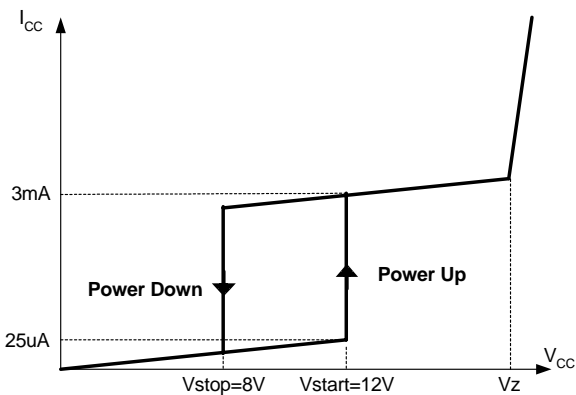 I_CC
3mA
Power Down
Power Up
25uA
V_CC
Vstop=8V
Vstart=12V
Vz